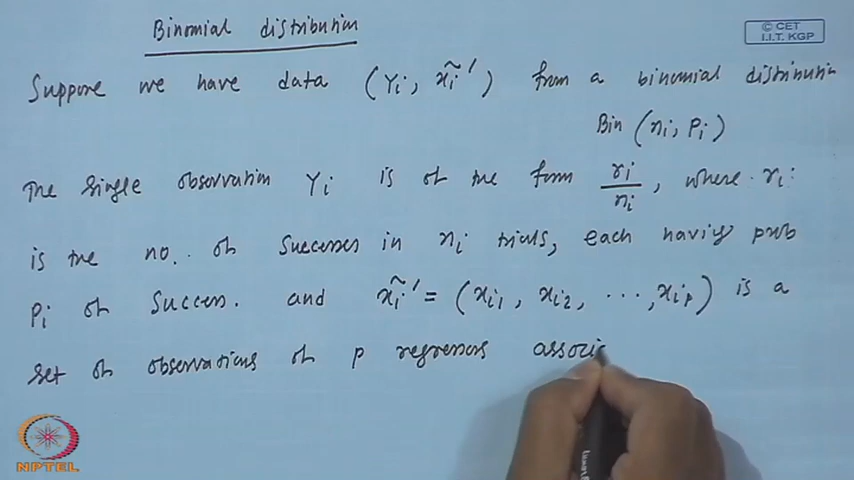 Binomial distribution
© CET
I.I.T. KGP
Suppose we have data (Yi, x̃i′) from a binomial distribution
Bin (ni, Pi)
The single observation Yi is of the form ri/ni, where ri
is the no. of successes in ni trials, each having prob
Pi of success. and x̃i′ = (xi1, xi2, ..., xip) is a
set of observations of p regressors associ
NPTEL